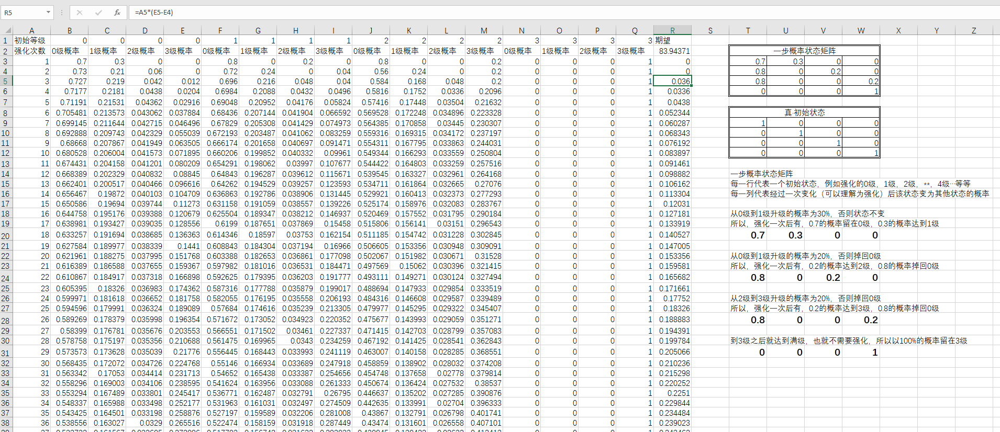 R5 fx =A5*(E5-E4)
A B C D E F G H I J K L M N O P Q R S T U V W X Y Z
1 初始等级 0 0 0 0 1 1 1 1 2 2 2 2 3 3 3 3 期望
2 强化次数 0级概率 1级概率 2级概率 3级概率 0级概率 1级概率 2级概率 3级概率 0级概率 1级概率 2级概率 3级概率 0级概率 1级概率 2级概率 3级概率 83.94371 一步概率状态矩阵
3 1 0.7 0.3 0 0 0.8 0 0.2 0 0.8 0 0 0.2 0 0 0 1 0 0.7 0.3 0 0
4 2 0.73 0.21 0.06 0 0.72 0.24 0 0.04 0.56 0.24 0 0.2 0 0 0 1 0 0.8 0 0.2 0
5 3 0.727 0.219 0.042 0.012 0.696 0.216 0.048 0.04 0.584 0.168 0.048 0.2 0 0 0 1 0.036 0.8 0 0 0.2
6 4 0.7177 0.2181 0.0438 0.0204 0.6984 0.2088 0.0432 0.0496 0.5816 0.1752 0.0336 0.2096 0 0 0 1 0.0336 0 0 0 1
7 5 0.71191 0.21531 0.04362 0.02916 0.69048 0.20952 0.04176 0.05824 0.57416 0.17448 0.03504 0.21632 0 0 0 1 0.0438
8 6 0.705481 0.213573 0.043062 0.037884 0.68436 0.207144 0.041904 0.066592 0.569528 0.172248 0.034896 0.223328 0 0 0 1 0.052344 真·初始状态
9 7 0.699145 0.211644 0.042715 0.046496 0.67829 0.205308 0.041429 0.074973 0.564385 0.170858 0.03445 0.230307 0 0 0 1 0.060287 1 0 0 0
10 8 0.692888 0.209743 0.042329 0.055039 0.672193 0.203487 0.041062 0.083259 0.559316 0.169315 0.034172 0.237197 0 0 0 1 0.068343 0 1 0 0
11 9 0.68668 0.207867 0.041949 0.063505 0.666174 0.201658 0.040697 0.091471 0.554311 0.167795 0.033863 0.244031 0 0 0 1 0.076192 0 0 1 0
12 10 0.680528 0.206004 0.041573 0.071895 0.660206 0.199852 0.040332 0.09961 0.549344 0.166293 0.033559 0.250804 0 0 0 1 0.083897 0 0 0 1
13 11 0.674431 0.204158 0.041201 0.080209 0.654291 0.198062 0.03997 0.107677 0.544422 0.164803 0.033259 0.257516 0 0 0 1 0.091461
14 12 0.668389 0.202329 0.040832 0.08845 0.64843 0.196287 0.039612 0.115671 0.539545 0.163327 0.032961 0.264168 0 0 0 1 0.098882 一步概率状态矩阵
15 13 0.662401 0.200517 0.040466 0.096616 0.64262 0.194529 0.039257 0.123593 0.534711 0.161864 0.032665 0.27076 0 0 0 1 0.106162 每一行代表一个初始状态，例如强化的0级，1级，2级，**，4级···等等
16 14 0.656467 0.19872 0.040103 0.104709 0.636863 0.192786 0.038906 0.131445 0.529921 0.160413 0.032373 0.277293 0 0 0 1 0.113304 每一列代表经过一次变化（可以理解为强化）后该状态变为其他状态的概率
17 15 0.650586 0.19694 0.039744 0.11273 0.631158 0.191059 0.038557 0.139226 0.525174 0.158976 0.032083 0.283767 0 0 0 1 0.12031
18 16 0.644758 0.195176 0.039388 0.120679 0.625504 0.189347 0.038212 0.146937 0.520469 0.157552 0.031795 0.290184 0 0 0 1 0.127181 从0级到1级升级的概率为30%，否则状态不变
19 17 0.638981 0.193427 0.039035 0.128556 0.6199 0.187651 0.037869 0.15458 0.515806 0.156141 0.03151 0.296543 0 0 0 1 0.133919 所以，强化一次后有，0.7的概率留在0级，0.3的概率达到1级
20 18 0.633257 0.191694 0.038685 0.136363 0.614346 0.18597 0.03753 0.162154 0.511185 0.154742 0.031228 0.302845 0 0 0 1 0.140527 0.7 0.3 0 0
21 19 0.627584 0.189977 0.038339 0.1441 0.608843 0.184304 0.037194 0.16966 0.506605 0.153356 0.030948 0.309091 0 0 0 1 0.147005
22 20 0.621961 0.188275 0.037995 0.151768 0.603388 0.182653 0.036861 0.177098 0.502067 0.151982 0.030671 0.31528 0 0 0 1 0.153356 从0级到1级升级的概率为20%，否则掉回0级
23 21 0.616389 0.186588 0.037655 0.159367 0.597982 0.181016 0.036531 0.184471 0.497569 0.15062 0.030396 0.321415 0 0 0 1 0.159581 所以，强化一次后有，0.2的概率达到2级，0.8的概率掉回0级
24 22 0.610867 0.184917 0.037318 0.166898 0.592625 0.179395 0.036203 0.191777 0.493111 0.149271 0.030124 0.327494 0 0 0 1 0.165682 0.8 0 0.2 0
25 23 0.605395 0.18326 0.036983 0.174362 0.587316 0.177788 0.035879 0.199017 0.488694 0.147933 0.029854 0.333519 0 0 0 1 0.171661
26 24 0.599971 0.181618 0.036652 0.181758 0.582055 0.176195 0.035558 0.206193 0.484316 0.146608 0.029587 0.339489 0 0 0 1 0.17752 从2级到3级升级的概率为20%，否则掉回0级
27 25 0.594596 0.179991 0.036324 0.189089 0.57684 0.174616 0.035239 0.213305 0.479977 0.145295 0.029322 0.345407 0 0 0 1 0.18326 所以，强化一次后有，0.2的概率达到3级，0.8的概率掉回0级
28 26 0.589269 0.178379 0.035998 0.196354 0.571672 0.173052 0.034923 0.220352 0.475677 0.143993 0.029059 0.351271 0 0 0 1 0.188883 0.8 0 0 0.2
29 27 0.58399 0.176781 0.035676 0.203553 0.566551 0.171502 0.03461 0.227337 0.471415 0.142703 0.028799 0.357083 0 0 0 1 0.194391
30 28 0.578758 0.175197 0.035356 0.210688 0.561475 0.169965 0.0343 0.234259 0.467192 0.141425 0.028541 0.362843 0 0 0 1 0.199784 到3级之后就达到满级，也就不需要强化，所以以100%的概率留在3级
31 29 0.573573 0.173628 0.035039 0.21776 0.556445 0.168443 0.033993 0.241119 0.463007 0.140158 0.028285 0.368551 0 0 0 1 0.205066 0 0 0 1
32 30 0.568435 0.172072 0.034726 0.224768 0.55146 0.166934 0.033689 0.247918 0.458859 0.138902 0.028032 0.374208 0 0 0 1 0.210236
33 31 0.563342 0.17053 0.034414 0.231713 0.54652 0.165438 0.033387 0.254656 0.454748 0.137658 0.02778 0.379814 0 0 0 1 0.215298
34 32 0.558296 0.169003 0.034106 0.238595 0.541624 0.163956 0.033088 0.261333 0.450674 0.136424 0.027532 0.38537 0 0 0 1 0.220252
35 33 0.553294 0.167489 0.033801 0.245417 0.536771 0.162487 0.032791 0.26795 0.446637 0.135202 0.027285 0.390876 0 0 0 1 0.2251
36 34 0.548337 0.165988 0.033498 0.252177 0.531963 0.161031 0.032497 0.274509 0.442635 0.133991 0.02704 0.396333 0 0 0 1 0.229844
37 35 0.543425 0.164501 0.033198 0.258876 0.527197 0.159589 0.032206 0.281008 0.43867 0.132791 0.026798 0.401741 0 0 0 1 0.234484
38 36 0.538556 0.163027 0.0329 0.265516 0.522474 0.158159 0.031918 0.287449 0.43474 0.131601 0.026558 0.407101 0 0 0 1 0.239023